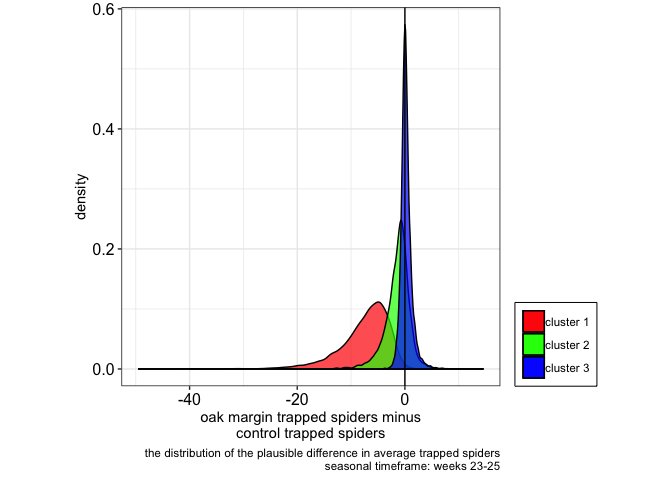 0.6
0.4
0.2
0.0
density
-40 -20 0
oak margin trapped spiders minus
control trapped spiders
cluster 1
cluster 2
cluster 3
the distribution of the plausible difference in average trapped spiders
seasonal timeframe: weeks 23-25